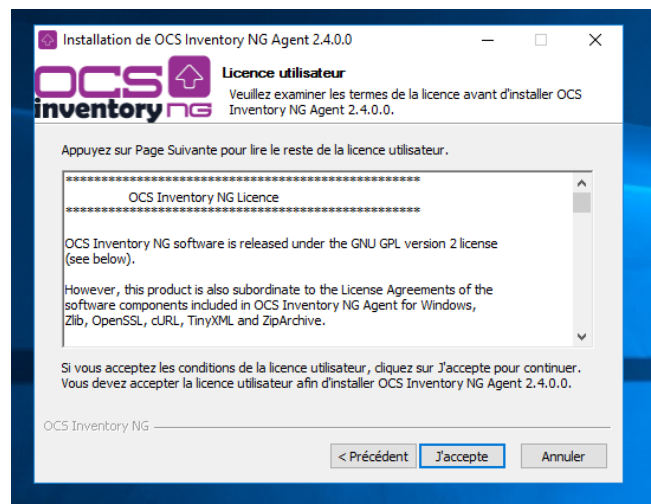 Installation de OCS Inventory NG Agent 2.4.0.0
OCS
inventory NG
Licence utilisateur
Veuillez examiner les termes de la licence avant d'installer OCS
Inventory NG Agent 2.4.0.0.
Appuyez sur Page Suivante pour lire le reste de la licence utilisateur.
**************************************************
OCS Inventory NG Licence
**************************************************
OCS Inventory NG software is released under the GNU GPL version 2 license
(see below).
However, this product is also subordinate to the License Agreements of the
software components included in OCS Inventory NG Agent for Windows,
Zlib, OpenSSL, cURL, TinyXML and ZipArchive.
Si vous acceptez les conditions de la licence utilisateur, cliquez sur J'accepte pour continuer.
Vous devez accepter la licence utilisateur afin d'installer OCS Inventory NG Agent 2.4.0.0.
OCS Inventory NG
< Précédent J'accepte Annuler